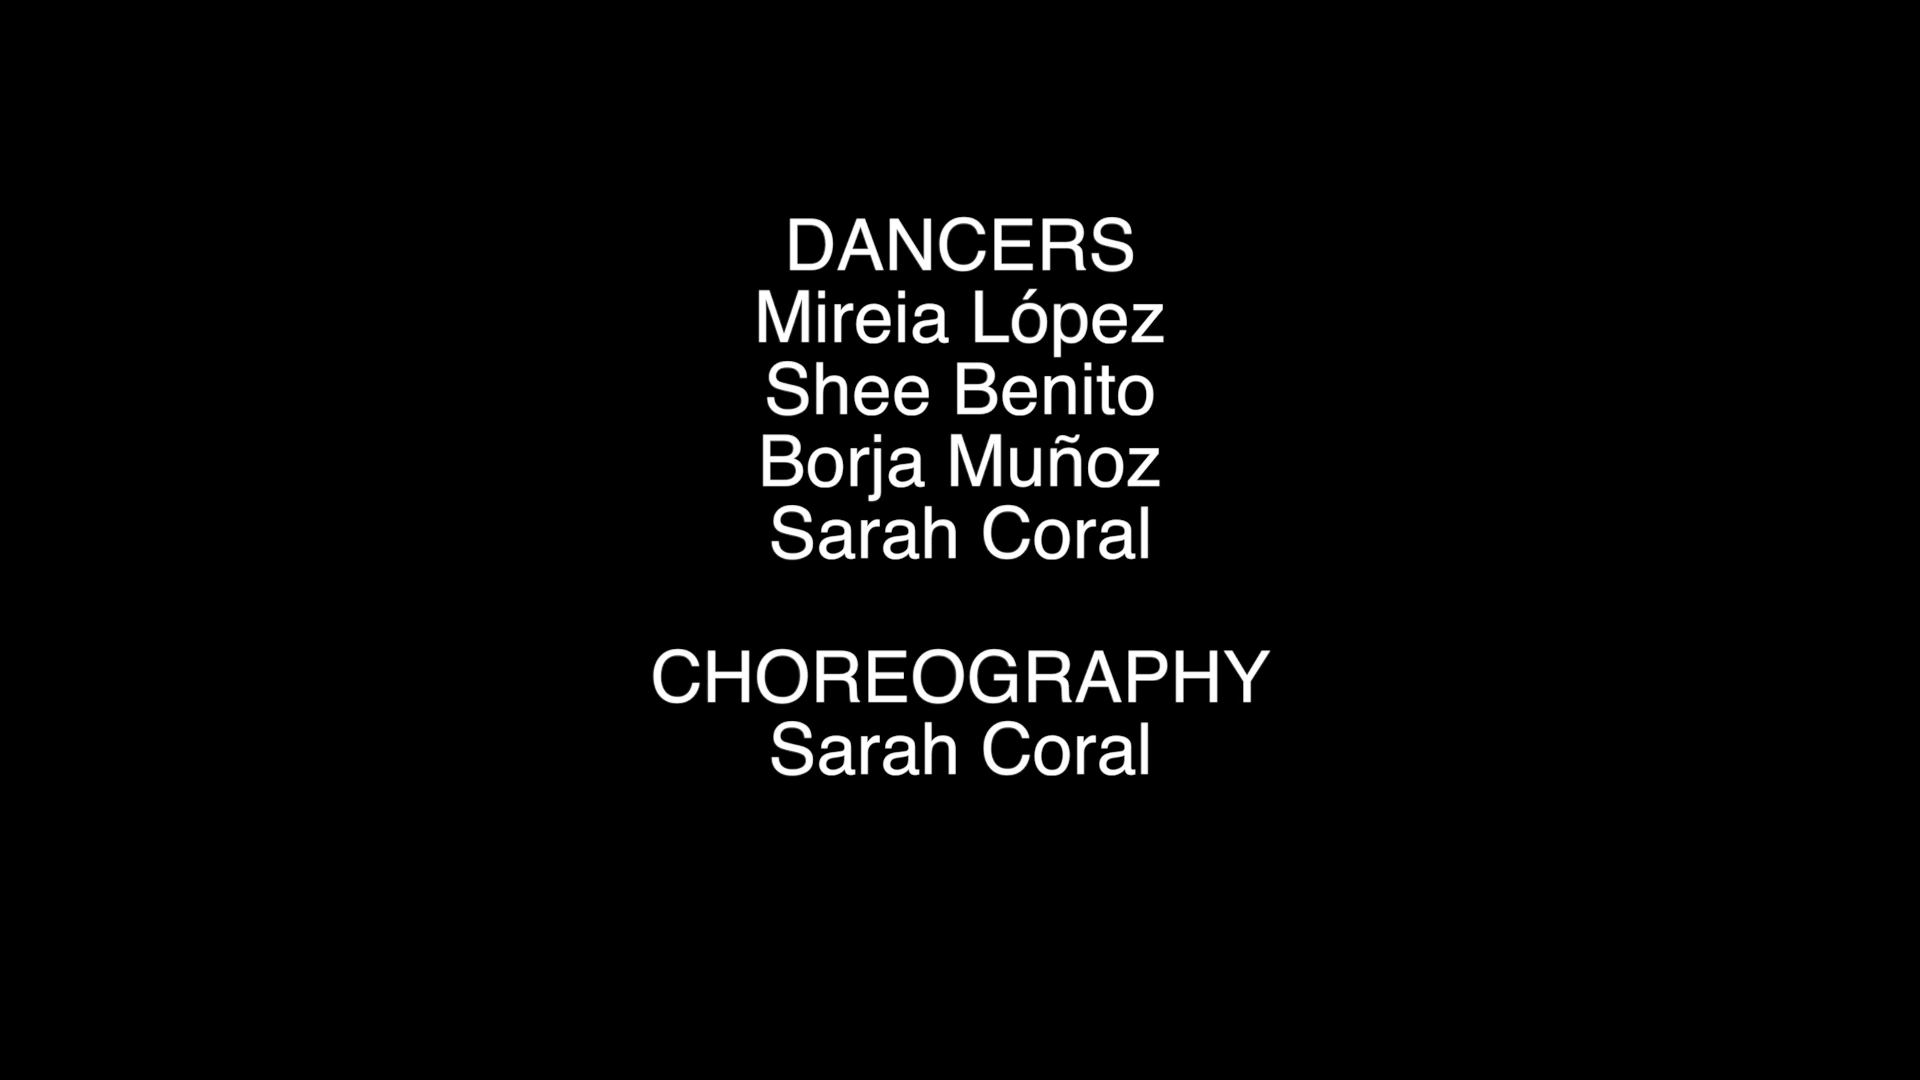 DANCERS
Mireia López
Shee Benito
Borja Muñoz
Sarah Coral
CHOREOGRAPHY
Sarah Coral